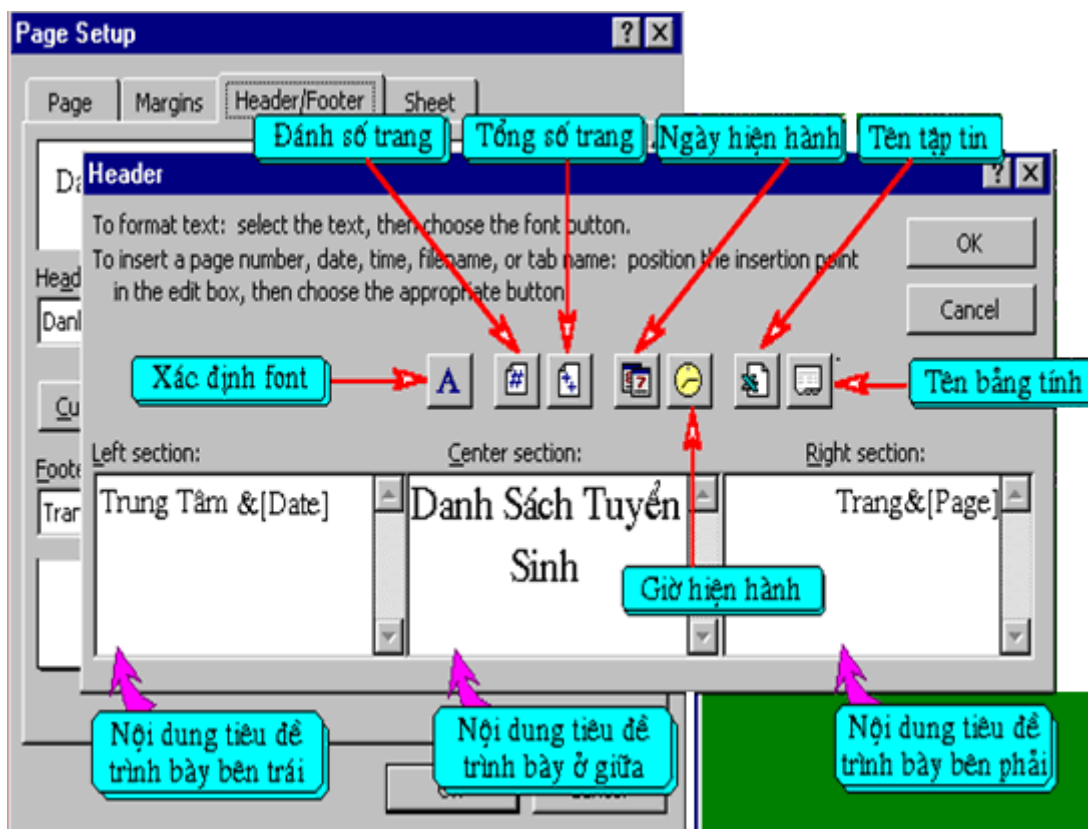 Page Setup
Page Margins Header/Footer Sheet
Đánh số trang Tổng số trang Ngày hiện hành Tên tập tin
Header
To format text: select the text, then choose the font button.
To insert a page number, date, time, filename, or tab name: position the insertion point
in the edit box, then choose the appropriate button
OK
Cancel
Xác định font
Tên bảng tính
Left section: Center section: Right section:
Trung Tâm &[Date]
Danh Sách Tuyển
Sinh
Trang&[Page]
Giờ hiện hành
Nội dung tiêu đề
trình bày bên trái
Nội dung tiêu đề
trình bày ở giữa
Nội dung tiêu đề
trình bày bên phải